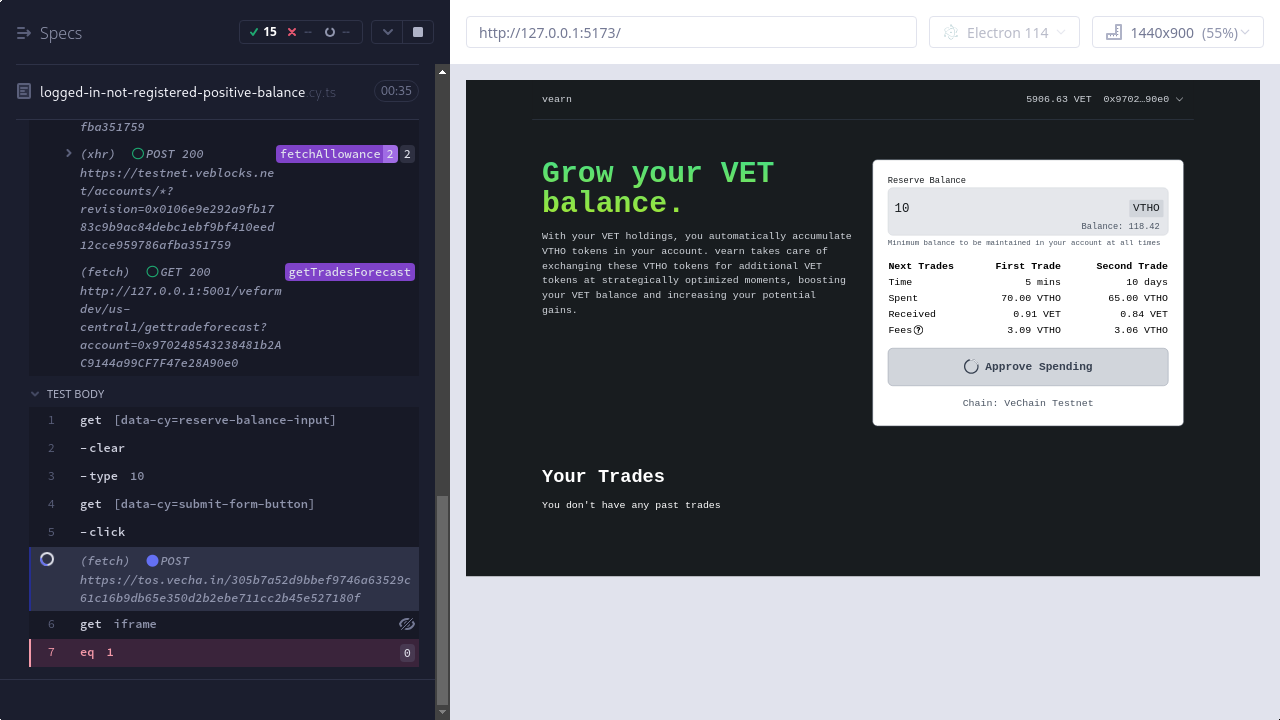 Specs
15
--
--
logged-in-not-registered-positive-balance.cy.ts
00:35
fba351759
(xhr) POST 200
fetchAllowance 2 2
https://testnet.veblocks.ne
t/accounts/*?
revision=0x0106e9e292a9fb17
83c9b9ac84debc1ebf9bf410eed
12cce959786afba351759
(fetch) GET 200
getTradesForecast
http://127.0.0.1:5001/vefarm
dev/us-
central1/gettradeforecast?
account=0x970248543238481b2A
C9144a99CF7F47e28A90e0
TEST BODY
1 get [data-cy=reserve-balance-input]
2 -clear
3 -type 10
4 get [data-cy=submit-form-button]
5 -click
(fetch) POST
https://tos.vecha.in/305b7a52d9bbef9746a63529c
61c16b9db65e350d2b2ebe711cc2b45e527180f
6 get iframe
7 eq 1 0
http://127.0.0.1:5173/
Electron 114
1440x900 (55%)
vearn
5906.63 VET 0x9702…90e0
Grow your VET
balance.
With your VET holdings, you automatically accumulate
VTHO tokens in your account. vearn takes care of
exchanging these VTHO tokens for additional VET
tokens at strategically optimized moments, boosting
your VET balance and increasing your potential
gains.
Reserve Balance
10 VTHO
Balance: 118.42
Minimum balance to be maintained in your account at all times
Next Trades First Trade Second Trade
Time 5 mins 10 days
Spent 70.00 VTHO 65.00 VTHO
Received 0.91 VET 0.84 VET
Fees 3.09 VTHO 3.06 VTHO
Approve Spending
Chain: VeChain Testnet
Your Trades
You don't have any past trades